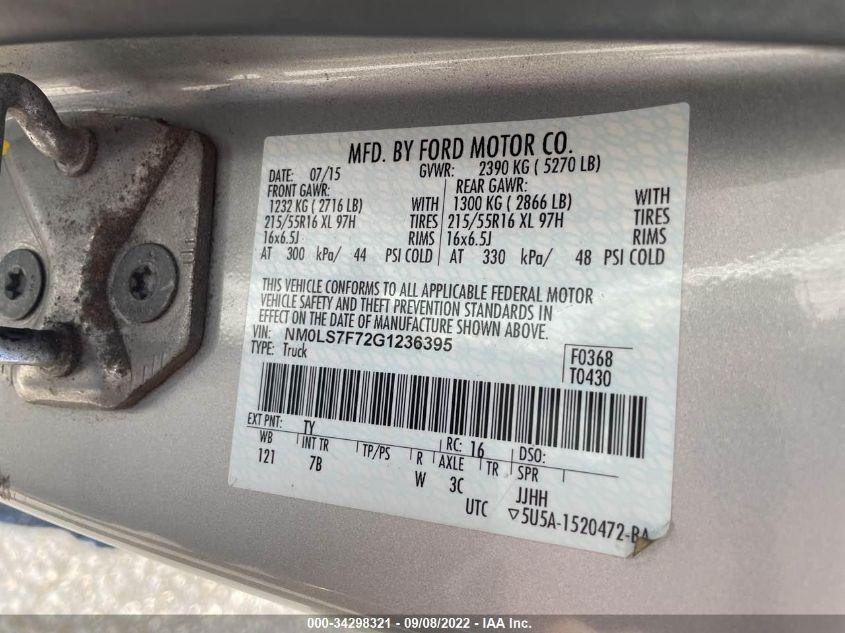 MFD. BY FORD MOTOR CO.
DATE: 07/15 GVWR: 2390 KG ( 5270 LB)
FRONT GAWR: REAR GAWR:
1232 KG ( 2716 LB) WITH 1300 KG ( 2866 LB) WITH
215/55R16 XL 97H TIRES 215/55R16 XL 97H TIRES
16x6.5J RIMS 16x6.5J RIMS
AT 300 kPa/ 44 PSI COLD AT 330 kPa/ 48 PSI COLD
THIS VEHICLE CONFORMS TO ALL APPLICABLE FEDERAL MOTOR
VEHICLE SAFETY AND THEFT PREVENTION STANDARDS IN
EFFECT ON THE DATE OF MANUFACTURE SHOWN ABOVE.
VIN: NM0LS7F72G1236395
TYPE: Truck
F0368
T0430
EXT PNT: TY RC: 16 DSO:
WB INT TR TP/PS R AXLE TR SPR
121 7B W 3C JJHH
UTC ▽5U5A-1520472-BA
000-34298321 - 09/08/2022 - IAA Inc.